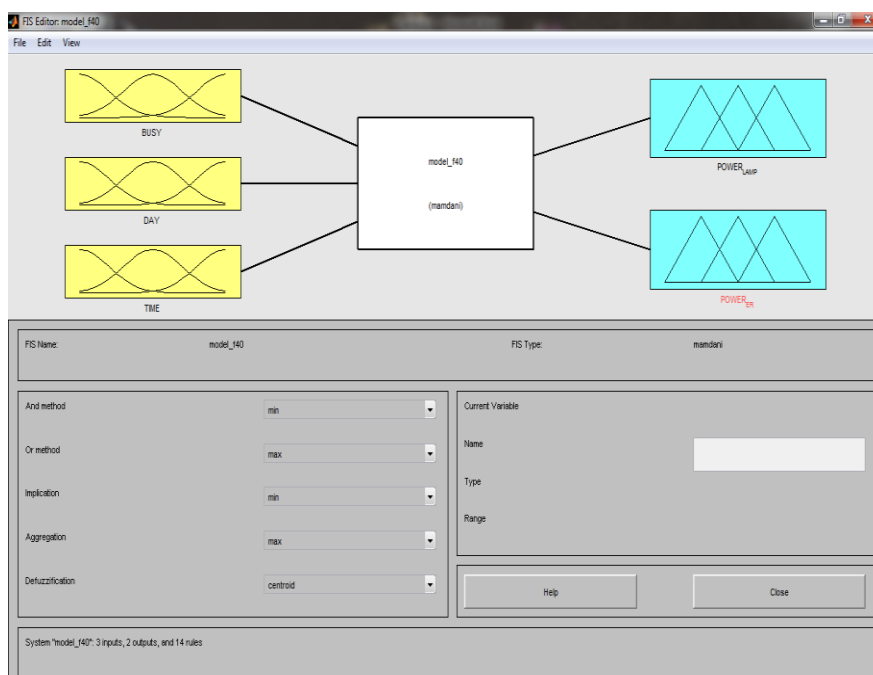 FIS Editor: model_f40
File Edit View
BUSY
DAY
TIME
model_f40
(mamdani)
POWER_LAMP
POWER_ER
FIS Name: model_f40 FIS Type: mamdani
And method min
Or method max
Implication min
Aggregation max
Defuzzification centroid
Current Variable
Name
Type
Range
Help Close
System "model_f40": 3 inputs, 2 outputs, and 14 rules